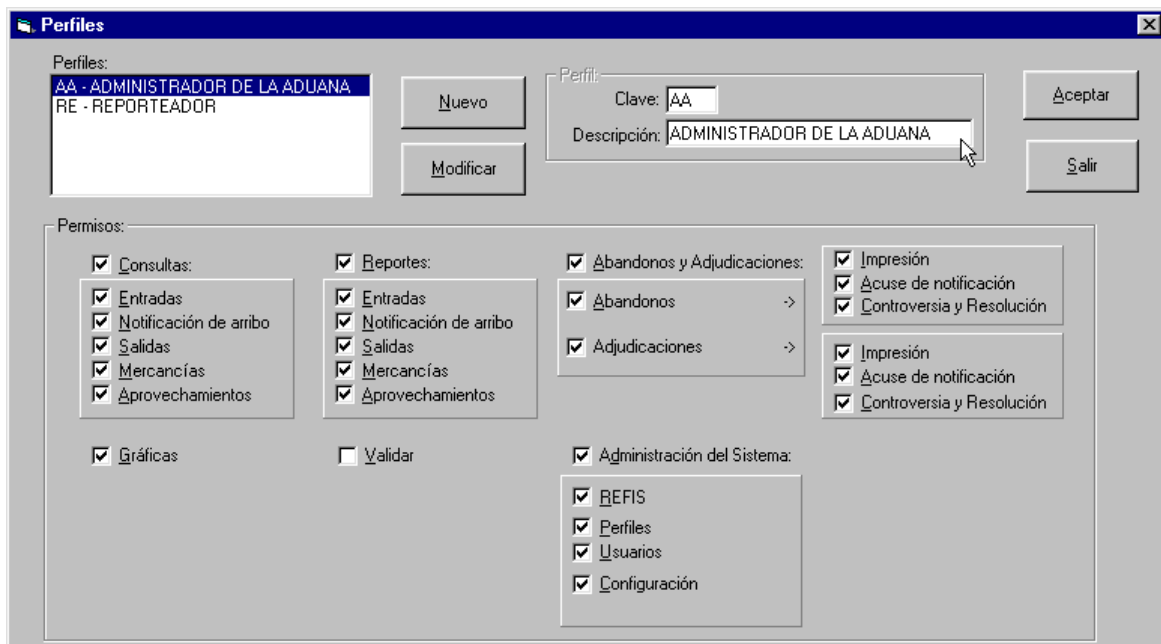 Perfiles
Perfiles:
AA - ADMINISTRADOR DE LA ADUANA
RE - REPORTEADOR
Nuevo
Modificar
Perfil:
Clave: AA
Descripción: ADMINISTRADOR DE LA ADUANA
Aceptar
Salir
Permisos:
Consultas:
Entradas
Notificación de arribo
Salidas
Mercancías
Aprovechamientos
Reportes:
Entradas
Notificación de arribo
Salidas
Mercancías
Aprovechamientos
Abandonos y Adjudicaciones:
Abandonos ->
Adjudicaciones ->
Impresión
Acuse de notificación
Controversia y Resolución
Impresión
Acuse de notificación
Controversia y Resolución
Gráficas
Validar
Administración del Sistema:
REFIS
Perfiles
Usuarios
Configuración